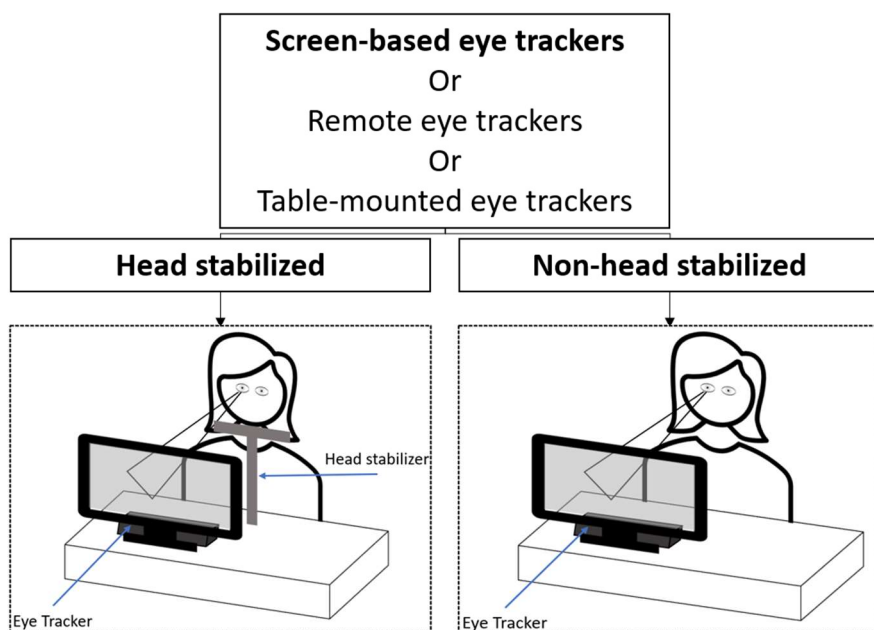 Screen-based eye trackers
Or
Remote eye trackers
Or
Table-mounted eye trackers
Head stabilized
Non-head stabilized
Head stabilizer
Eye Tracker
Eye Tracker